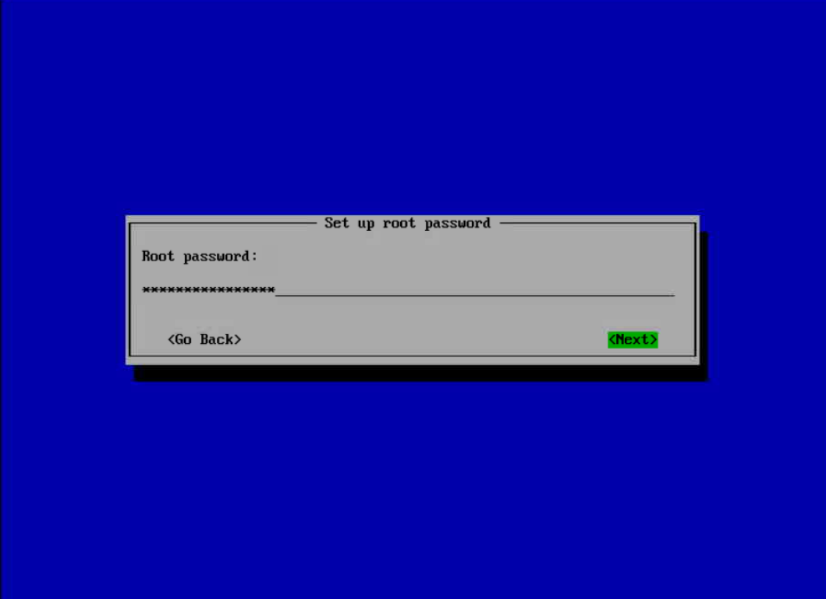 Set up root password
Root password:
****************
<Go Back> <Next>